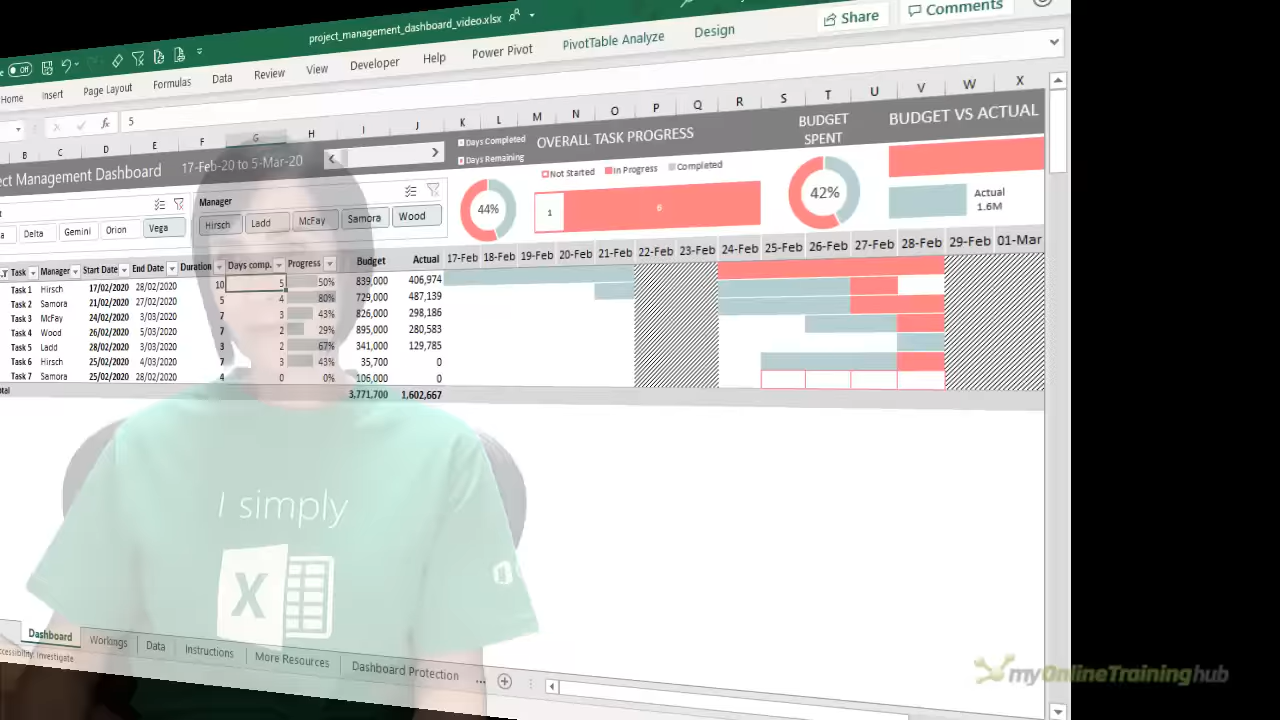 project_management_dashboard_video.xlsx
Off
Share
Comments
Home Insert Page Layout Formulas Data Review View Developer Help Power Pivot PivotTable Analyze Design
fx 5
B C D E F G H I J K L M N O P Q R S T U V W X
Management Dashboard 17-Feb-20 to 5-Mar-20
Days Completed
Days Remaining
OVERALL TASK PROGRESS
BUDGET
SPENT
BUDGET VS ACTUAL
Not Started In Progress Completed
44%
1 6
42%
Actual
1.6M
Manager
Delta Gemini Orion Vega
Hirsch Ladd McFay Samora Wood
Task Manager Start Date End Date Duration Days comp. Progress Budget Actual 17-Feb 18-Feb 19-Feb 20-Feb 21-Feb 22-Feb 23-Feb 24-Feb 25-Feb 26-Feb 27-Feb 28-Feb 29-Feb 01-Mar
Task 1 Hirsch 17/02/2020 28/02/2020 10 5 50% 839,000 406,974
Task 2 Samora 21/02/2020 27/02/2020 5 4 80% 729,000 487,139
Task 3 McFay 24/02/2020 3/03/2020 7 3 43% 826,000 298,186
Task 4 Wood 26/02/2020 5/03/2020 7 2 29% 895,000 280,583
Task 5 Ladd 28/02/2020 3/03/2020 3 2 67% 341,000 129,785
Task 6 Hirsch 25/02/2020 4/03/2020 7 3 43% 35,700 0
Task 7 Samora 25/02/2020 28/02/2020 4 0 0% 106,000 0
3,771,700 1,602,667
I simply
X
Dashboard Workings Data Instructions More Resources Dashboard Protection ...
Investigate
myOnlineTraininghub